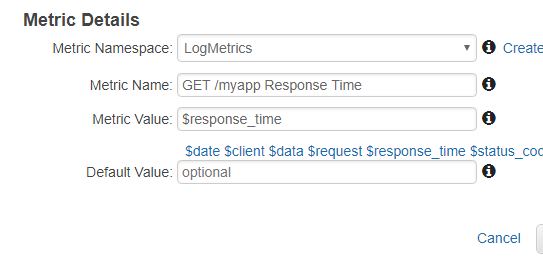 Metric Details
Metric Namespace: LogMetrics Create
Metric Name: GET /myapp Response Time
Metric Value: $response_time
$date $client $data $request $response_time
Default Value: optional
Cancel